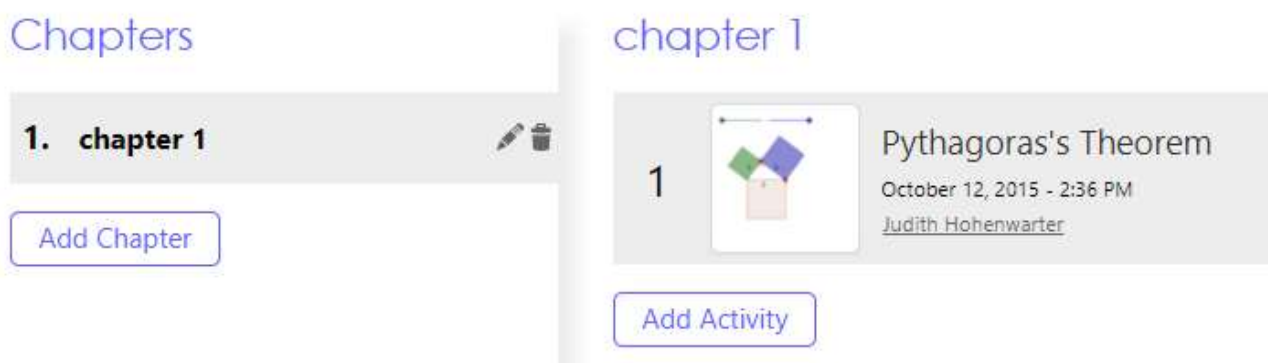 Chapters
1. chapter 1
Add Chapter
chapter 1
1
Pythagoras's Theorem
October 12, 2015 - 2:36 PM
Judith Hohenwarter
Add Activity